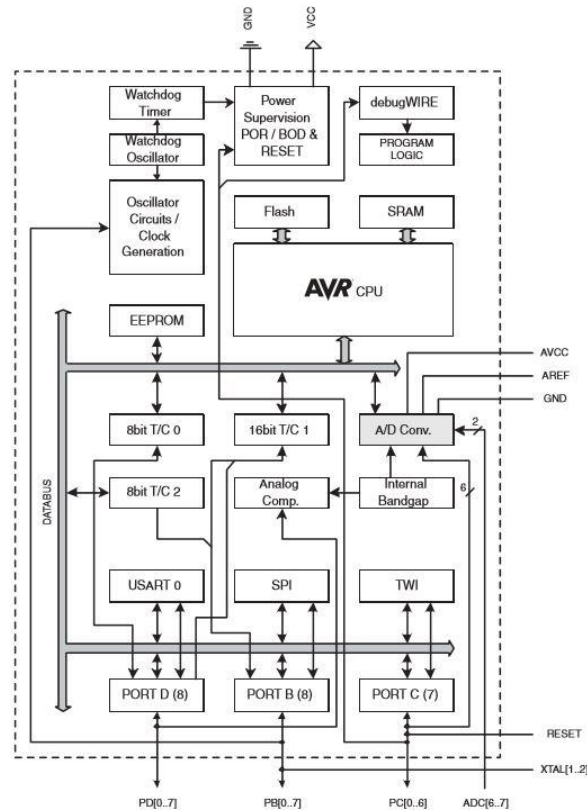 GND
VCC
Watchdog
Timer
Power
Supervision
POR / BOD &
RESET
debugWIRE
Watchdog
Oscillator
PROGRAM
LOGIC
Oscillator
Circuits /
Clock
Generation
Flash
SRAM
AVR CPU
EEPROM
AVCC
AREF
GND
8bit T/C 0
16bit T/C 1
A/D Conv.
2
DATABUS
8bit T/C 2
Analog
Comp.
Internal
Bandgap
6
USART 0
SPI
TWI
PORT D (8)
PORT B (8)
PORT C (7)
RESET
XTAL[1..2]
PD[0..7]
PB[0..7]
PC[0..6]
ADC[6..7]